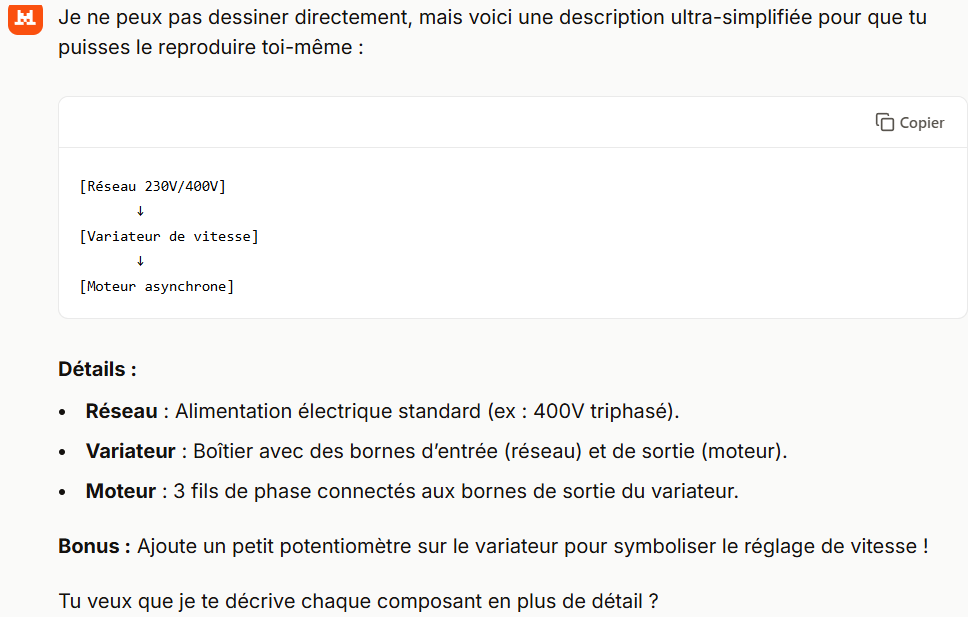 Je ne peux pas dessiner directement, mais voici une description ultra-simplifiée pour que tu
puisses le reproduire toi-même :
Copier
[Réseau 230V/400V]
↓
[Variateur de vitesse]
↓
[Moteur asynchrone]
Détails :
• Réseau : Alimentation électrique standard (ex : 400V triphasé).
• Variateur : Boîtier avec des bornes d’entrée (réseau) et de sortie (moteur).
• Moteur : 3 fils de phase connectés aux bornes de sortie du variateur.
Bonus : Ajoute un petit potentiomètre sur le variateur pour symboliser le réglage de vitesse !
Tu veux que je te décrive chaque composant en plus de détail ?